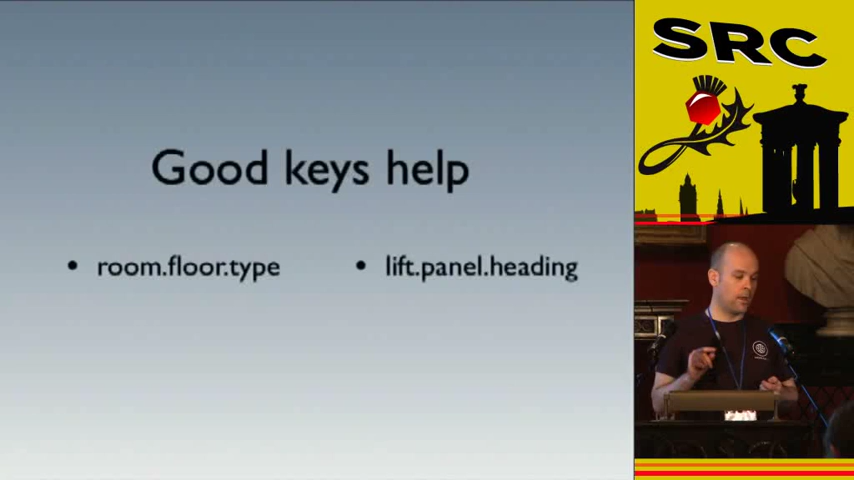 Good keys help
• room.floor.type
• lift.panel.heading
SRC